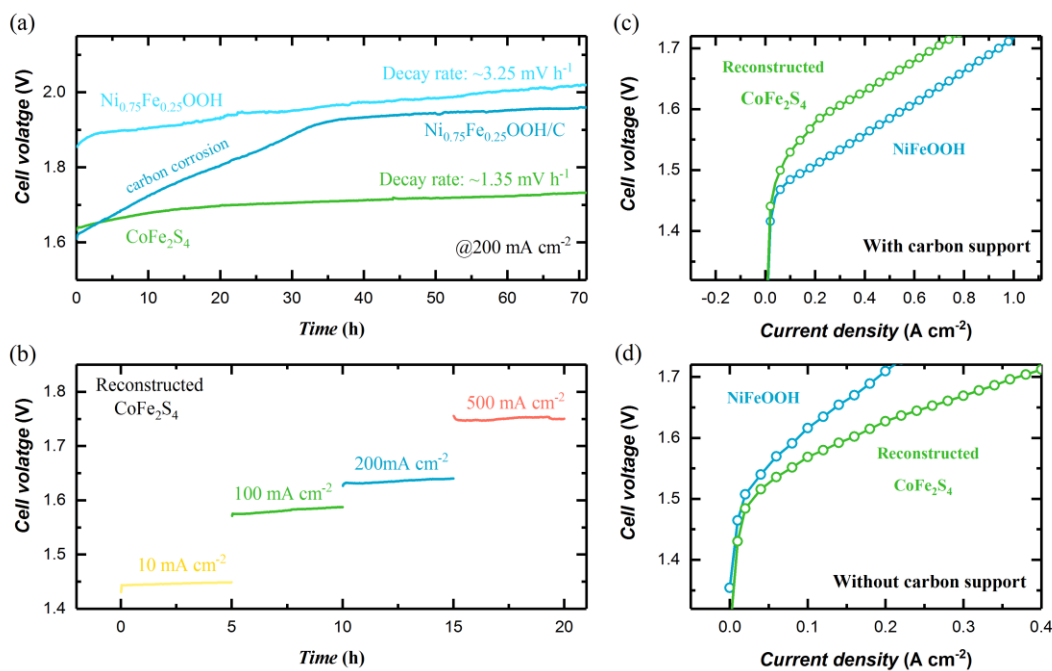 (a)
Cell volatge (V)
2.0
1.8
1.6
Ni0.75Fe0.25OOH
Decay rate: ~3.25 mV h-1
carbon corrosion
Ni0.75Fe0.25OOH/C
Decay rate: ~1.35 mV h-1
CoFe2S4
@200 mA cm-2
0 10 20 30 40 50 60 70
Time (h)
(b)
Cell volatge (V)
1.8
1.7
1.6
1.5
1.4
Reconstructed
CoFe2S4
500 mA cm-2
200mA cm-2
100 mA cm-2
10 mA cm-2
0 5 10 15 20
Time (h)
(c)
Cell voltage (V)
1.7
1.6
1.5
1.4
Reconstructed
CoFe2S4
NiFeOOH
With carbon support
-0.2 0.0 0.2 0.4 0.6 0.8 1.0
Current density (A cm-2)
(d)
Cell voltage (V)
1.7
1.6
1.5
1.4
NiFeOOH
Reconstructed
CoFe2S4
Without carbon support
0.0 0.1 0.2 0.3 0.4
Current density (A cm-2)